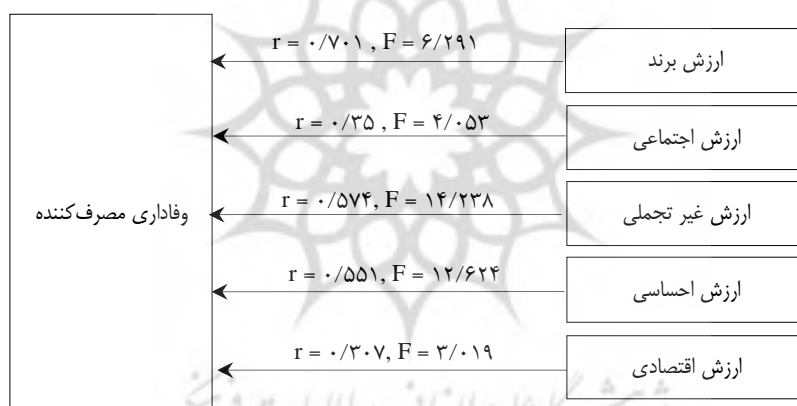 r = ۰/۷۰۱ , F = ۶/۲۹۱
ارزش برند
r = ۰/۳۵ , F = ۴/۰۵۳
ارزش اجتماعی
وفاداری مصرف‌کننده
r = ۰/۵۷۴, F = ۱۴/۲۳۸
ارزش غیر تجملی
r = ۰/۵۵۱, F = ۱۲/۶۲۴
ارزش احساسی
r = ۰/۳۰۷, F = ۳/۰۱۹
ارزش اقتصادی